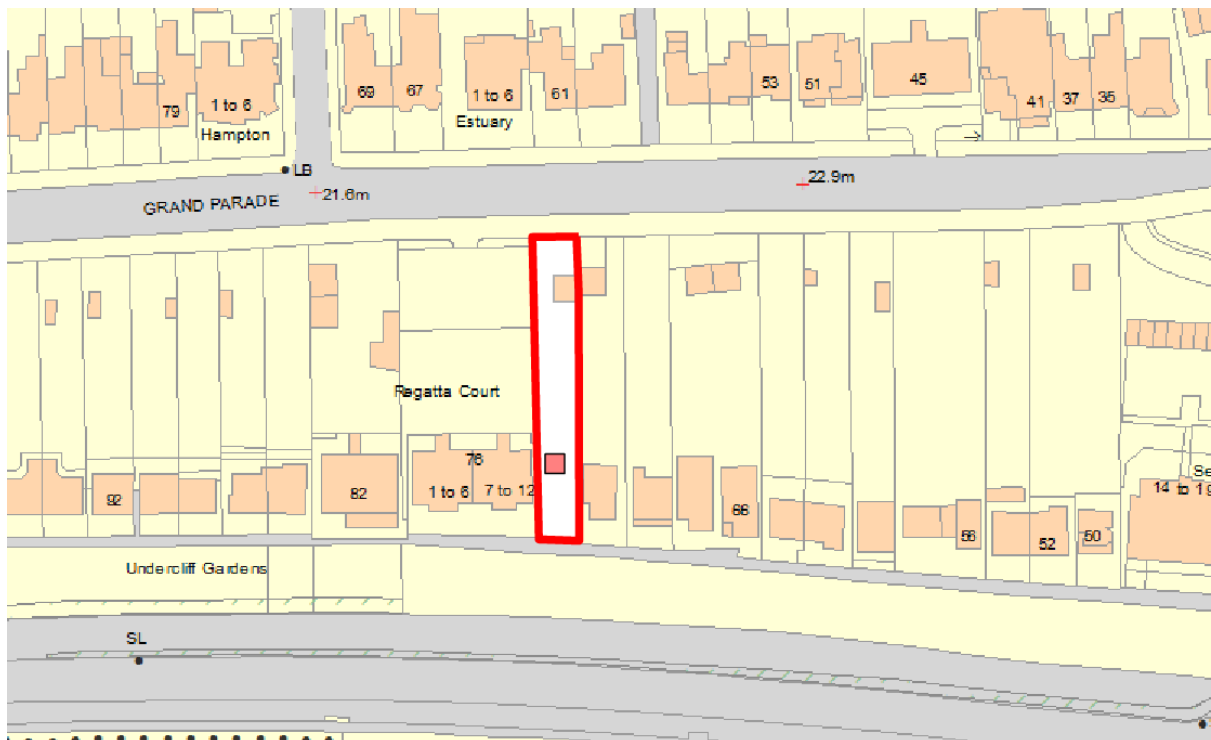 79
1 to 6
Hampton
69
67
1 to 6
Estuary
61
53
51
45
41
37
35
LB
21.6m
22.9m
GRAND PARADE
Regatta Court
92
82
76
1 to 6
7 to 12
66
56
52
50
Se
14 to 19
Undercliff Gardens
SL